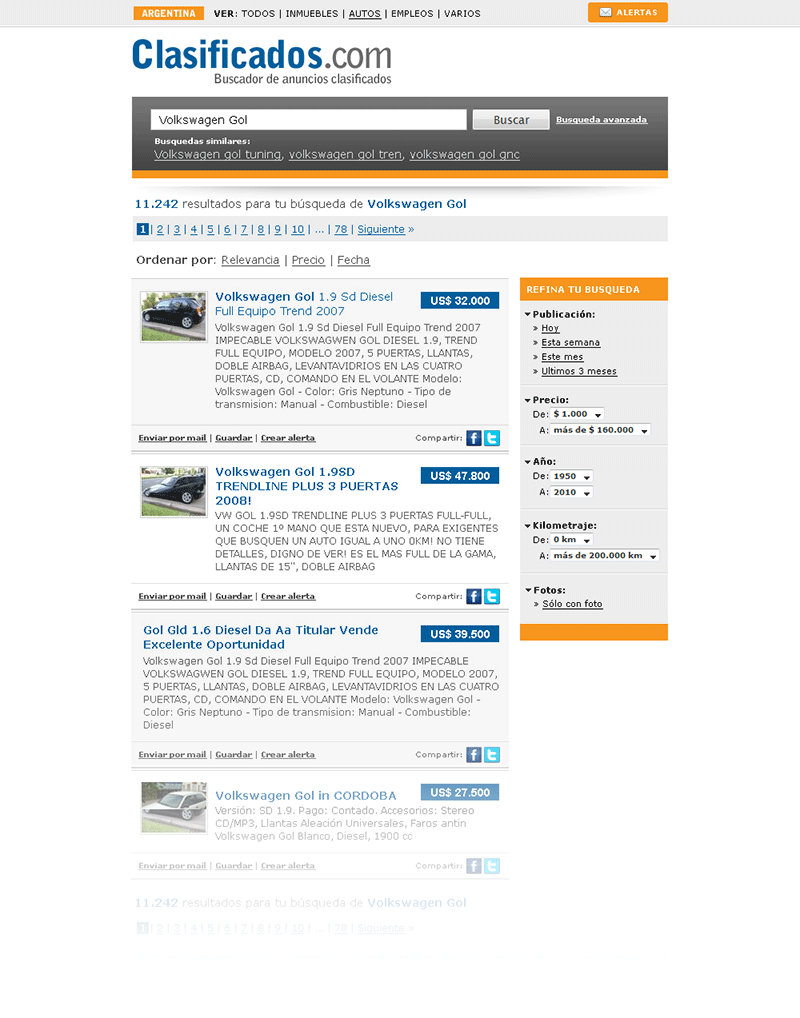 ARGENTINA VER: TODOS | INMUEBLES | AUTOS | EMPLEOS | VARIOS ALERTAS
Clasificados.com
Buscador de anuncios clasificados
Volkswagen Gol Buscar Busqueda avanzada
Busquedas similares:
Volkswagen gol tuning, volkswagen gol tren, volkswagen gol gnc
11.242 resultados para tu búsqueda de Volkswagen Gol
1 | 2 | 3 | 4 | 5 | 6 | 7 | 8 | 9 | 10 | ... | 78 | Siguiente »
Ordenar por: Relevancia | Precio | Fecha
Volkswagen Gol 1.9 Sd Diesel
Full Equipo Trend 2007
US$ 32.000
Volkswagen Gol 1.9 Sd Diesel Full Equipo Trend 2007
IMPECABLE VOLKSWAGWEN GOL DIESEL 1.9, TREND
FULL EQUIPO, MODELO 2007, 5 PUERTAS, LLANTAS,
DOBLE AIRBAG, LEVANTAVIDRIOS EN LAS CUATRO
PUERTAS, CD, COMANDO EN EL VOLANTE Modelo:
Volkswagen Gol - Color: Gris Neptuno - Tipo de
transmision: Manual - Combustible: Diesel
Enviar por mail | Guardar | Crear alerta Compartir:
Volkswagen Gol 1.9SD
TRENDLINE PLUS 3 PUERTAS
2008!
US$ 47.800
VW GOL 1.9SD TRENDLINE PLUS 3 PUERTAS FULL-FULL,
UN COCHE 1º MANO QUE ESTA NUEVO, PARA EXIGENTES
QUE BUSQUEN UN AUTO IGUAL A UNO 0KM! NO TIENE
DETALLES, DIGNO DE VER! ES EL MAS FULL DE LA GAMA,
LLANTAS DE 15'', DOBLE AIRBAG
Enviar por mail | Guardar | Crear alerta Compartir:
Gol Gld 1.6 Diesel Da Aa Titular Vende
Excelente Oportunidad
US$ 39.500
Volkswagen Gol 1.9 Sd Diesel Full Equipo Trend 2007 IMPECABLE
VOLKSWAGWEN GOL DIESEL 1.9, TREND FULL EQUIPO, MODELO 2007,
5 PUERTAS, LLANTAS, DOBLE AIRBAG, LEVANTAVIDRIOS EN LAS CUATRO
PUERTAS, CD, COMANDO EN EL VOLANTE Modelo: Volkswagen Gol -
Color: Gris Neptuno - Tipo de transmision: Manual - Combustible:
Diesel
Enviar por mail | Guardar | Crear alerta Compartir:
Volkswagen Gol in CORDOBA
US$ 27.500
Versión: SD 1.9. Pago: Contado. Accesorios: Stereo
CD/MP3, Llantas Aleación Universales, Faros antin
Volkswagen Gol Blanco, Diesel, 1900 cc
Enviar por mail | Guardar | Crear alerta Compartir:
11.242 resultados para tu búsqueda de Volkswagen Gol
1 | 2 | 3 | 4 | 5 | 6 | 7 | 8 | 9 | 10 | ... | 78 | Siguiente »
REFINA TU BUSQUEDA
Publicación:
» Hoy
» Esta semana
» Este mes
» Ultimos 3 meses
Precio:
De: $ 1.000
A: más de $ 160.000
Año:
De: 1950
A: 2010
Kilometraje:
De: 0 km
A: más de 200.000 km
Fotos:
» Sólo con foto